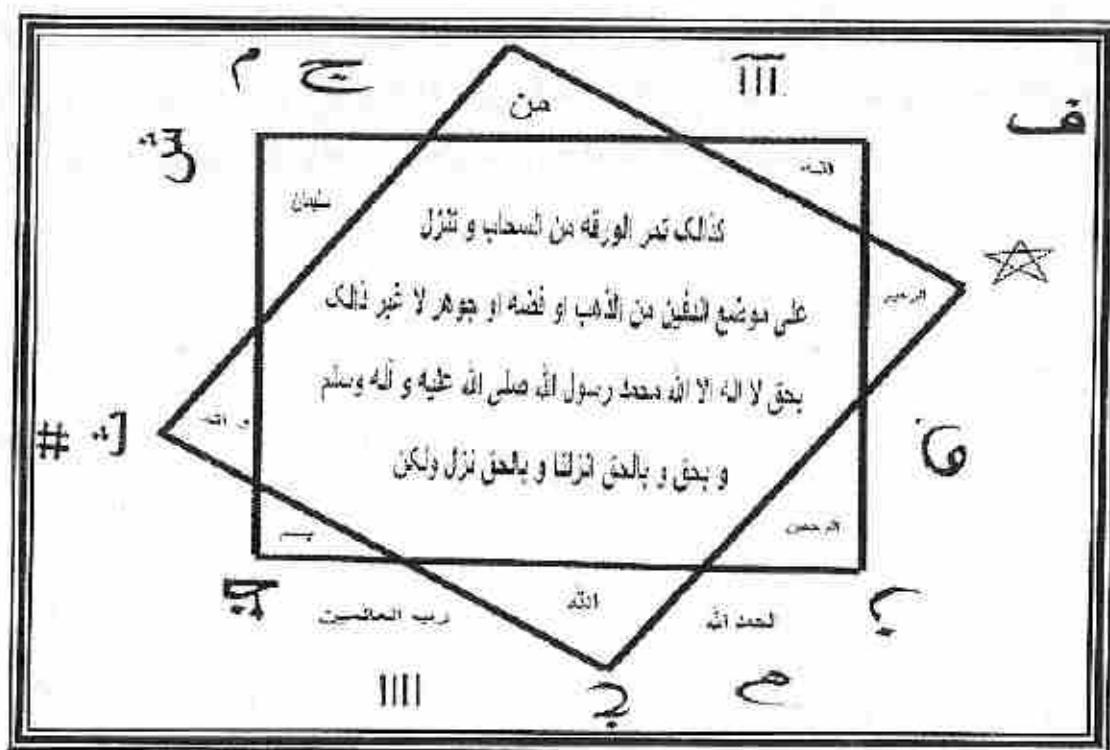 م ج
ف
من
سليمان
كذالک تمر الورقه من السحاب و تنزل
الرحيم
على موضع الدفين من الذهب او فضه او جوهر لا غير ذالک
بحق لا اله الا الله محمد رسول الله صلى الله عليه و آله وسلم
#
و بحق و بالحق انزلنا و بالحق نزل ولكن
الرحمن
بسم
الله
الحمد الله
رب العالمين